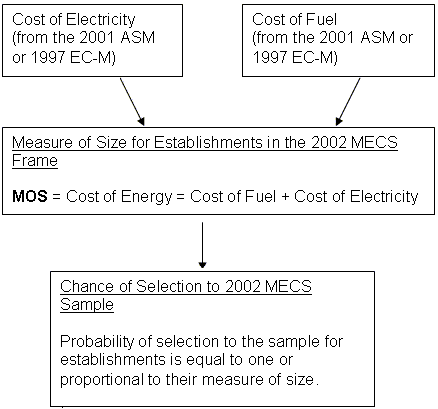 Cost of Electricity
(from the 2001 ASM
or 1997 EC-M)
Cost of Fuel
(from the 2001 ASM or
1997 EC-M)
Measure of Size for Establishments in the 2002 MECS
Frame
MOS = Cost of Energy = Cost of Fuel + Cost of Electricity
Chance of Selection to 2002 MECS
Sample
Probability of selection to the sample for
establishments is equal to one or
proportional to their measure of size.